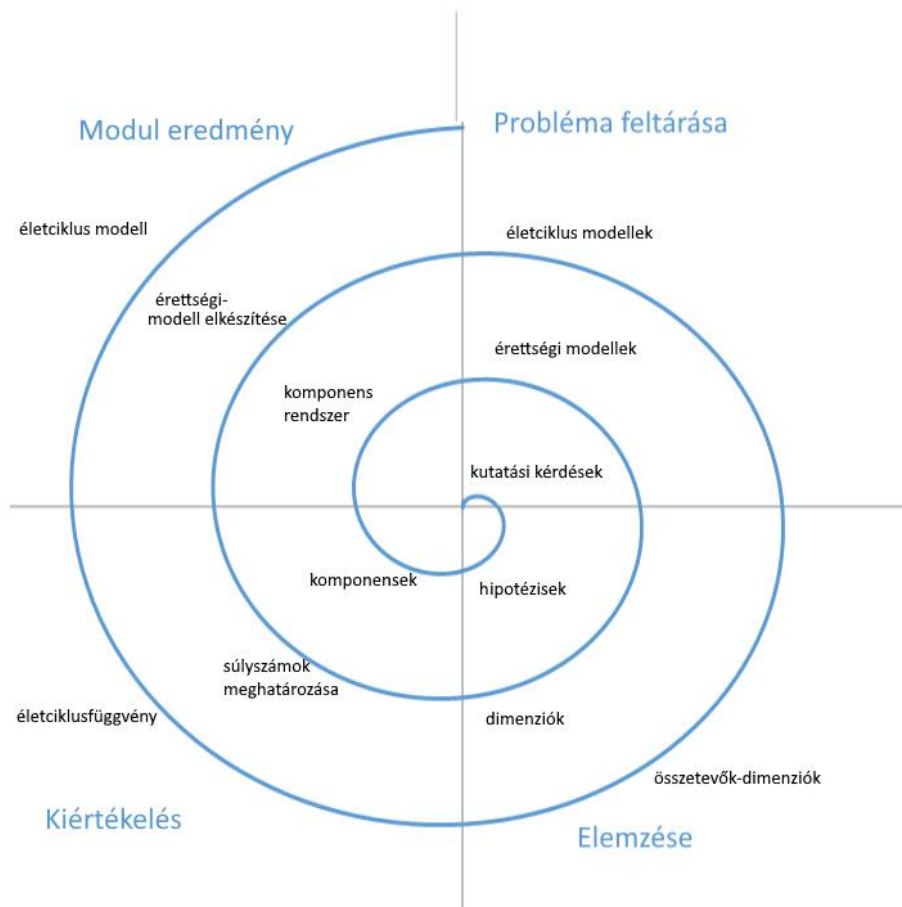 Modul eredmény
Probléma feltárása
életciklus modell
életciklus modellek
érettségi-
modell elkészítése
érettségi modellek
komponens
rendszer
kutatási kérdések
komponensek
hipotézisek
súlyszámok
meghatározása
életciklusfüggvény
dimenziók
összetevők-dimenziók
Kiértékelés
Elemzése